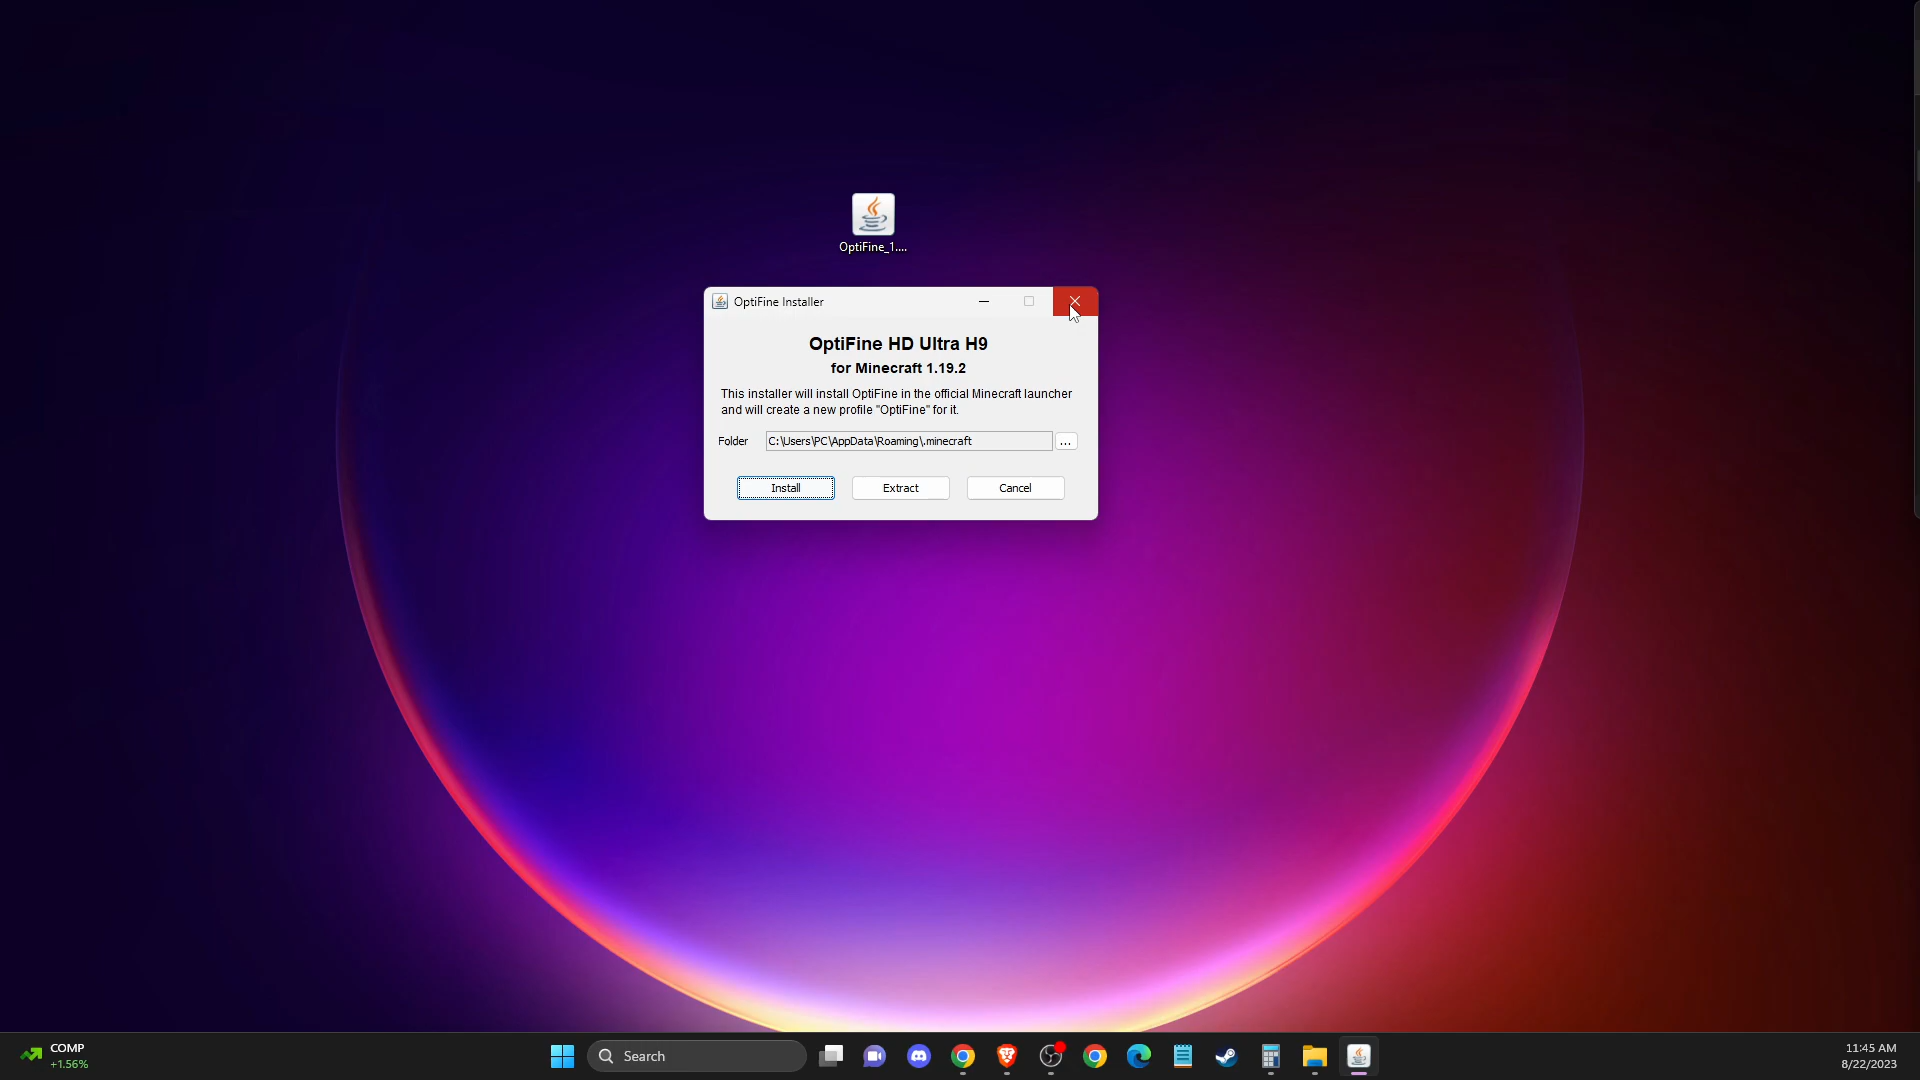 OptiFine_1....
OptiFine Installer
OptiFine HD Ultra H9
for Minecraft 1.19.2
This installer will install OptiFine in the official Minecraft launcher
and will create a new profile "OptiFine" for it.
Folder C:\Users\PC\AppData\Roaming\.minecraft ...
Install Extract Cancel
COMP
+1.56%
Search
11:45 AM
8/22/2023